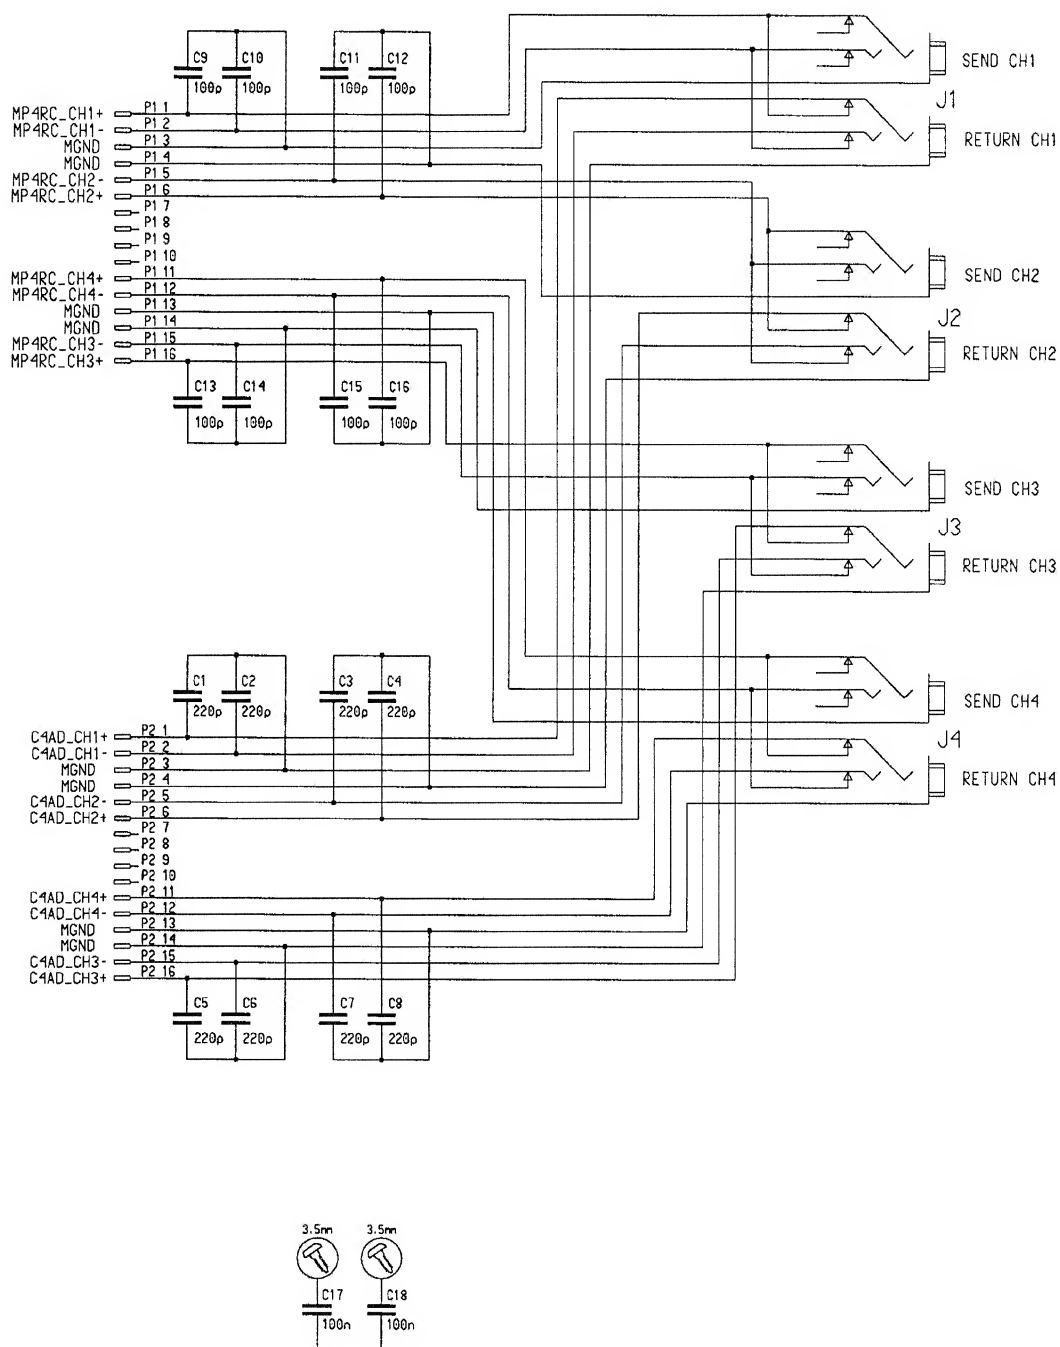 C9 C10 C11 C12
100p 100p 100p 100p
SEND CH1
J1
RETURN CH1
MP4RC_CH1+ P1 1
MP4RC_CH1- P1 2
MGND P1 3
MGND P1 4
MP4RC_CH2- P1 5
MP4RC_CH2+ P1 6
P1 7
P1 8
P1 9
P1 10
MP4RC_CH4+ P1 11
MP4RC_CH4- P1 12
MGND P1 13
MGND P1 14
MP4RC_CH3- P1 15
MP4RC_CH3+ P1 16
SEND CH2
J2
RETURN CH2
C13 C14 C15 C16
100p 100p 100p 100p
SEND CH3
J3
RETURN CH3
C1 C2 C3 C4
220p 220p 220p 220p
SEND CH4
J4
RETURN CH4
C4AD_CH1+ P2 1
C4AD_CH1- P2 2
MGND P2 3
MGND P2 4
C4AD_CH2- P2 5
C4AD_CH2+ P2 6
P2 7
P2 8
P2 9
P2 10
C4AD_CH4+ P2 11
C4AD_CH4- P2 12
MGND P2 13
MGND P2 14
C4AD_CH3- P2 15
C4AD_CH3+ P2 16
C5 C6 C7 C8
220p 220p 220p 220p
3.5mm 3.5mm
C17 C18
100n 100n